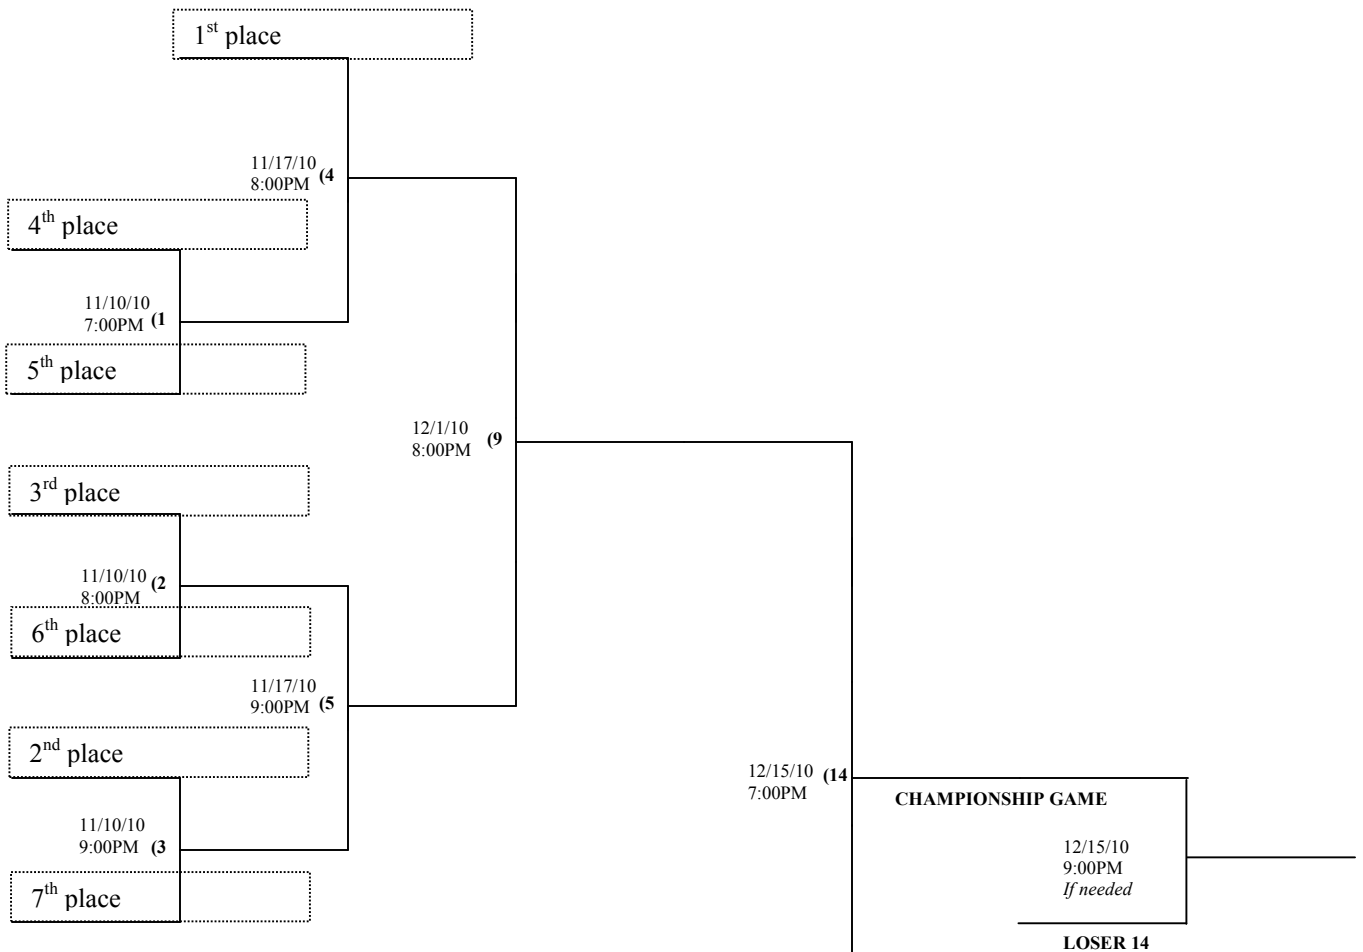 1st place
11/17/10
8:00PM (4
4th place
11/10/10
7:00PM (1
5th place
12/1/10
8:00PM (9
3rd place
11/10/10 (2
8:00PM
6th place
11/17/10
9:00PM (5
2nd place
12/15/10 (14
7:00PM
CHAMPIONSHIP GAME
11/10/10
9:00PM (3
12/15/10
9:00PM
If needed
7th place
LOSER 14